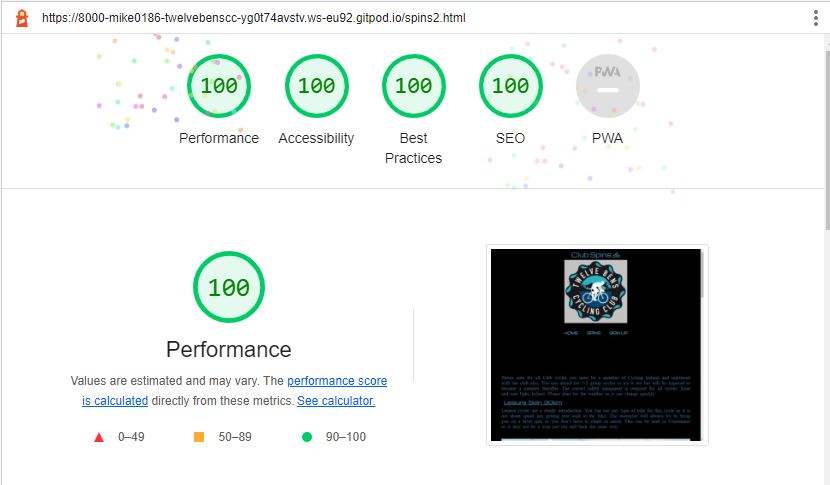 https://8000-mike0186-twelvebenscc-yg0t74avstv.ws-eu92.gitpod.io/spins2.html
100 100 100 100 PWA
Performance Accessibility Best Practices SEO PWA
100
Performance
Values are estimated and may vary. The performance score
is calculated directly from these metrics. See calculator.
0–49 50–89 90–100
Club Spins
TWELVE BENS
CYCLING CLUB
HOME SPINS SIGN UP
Leisure Spin 30km